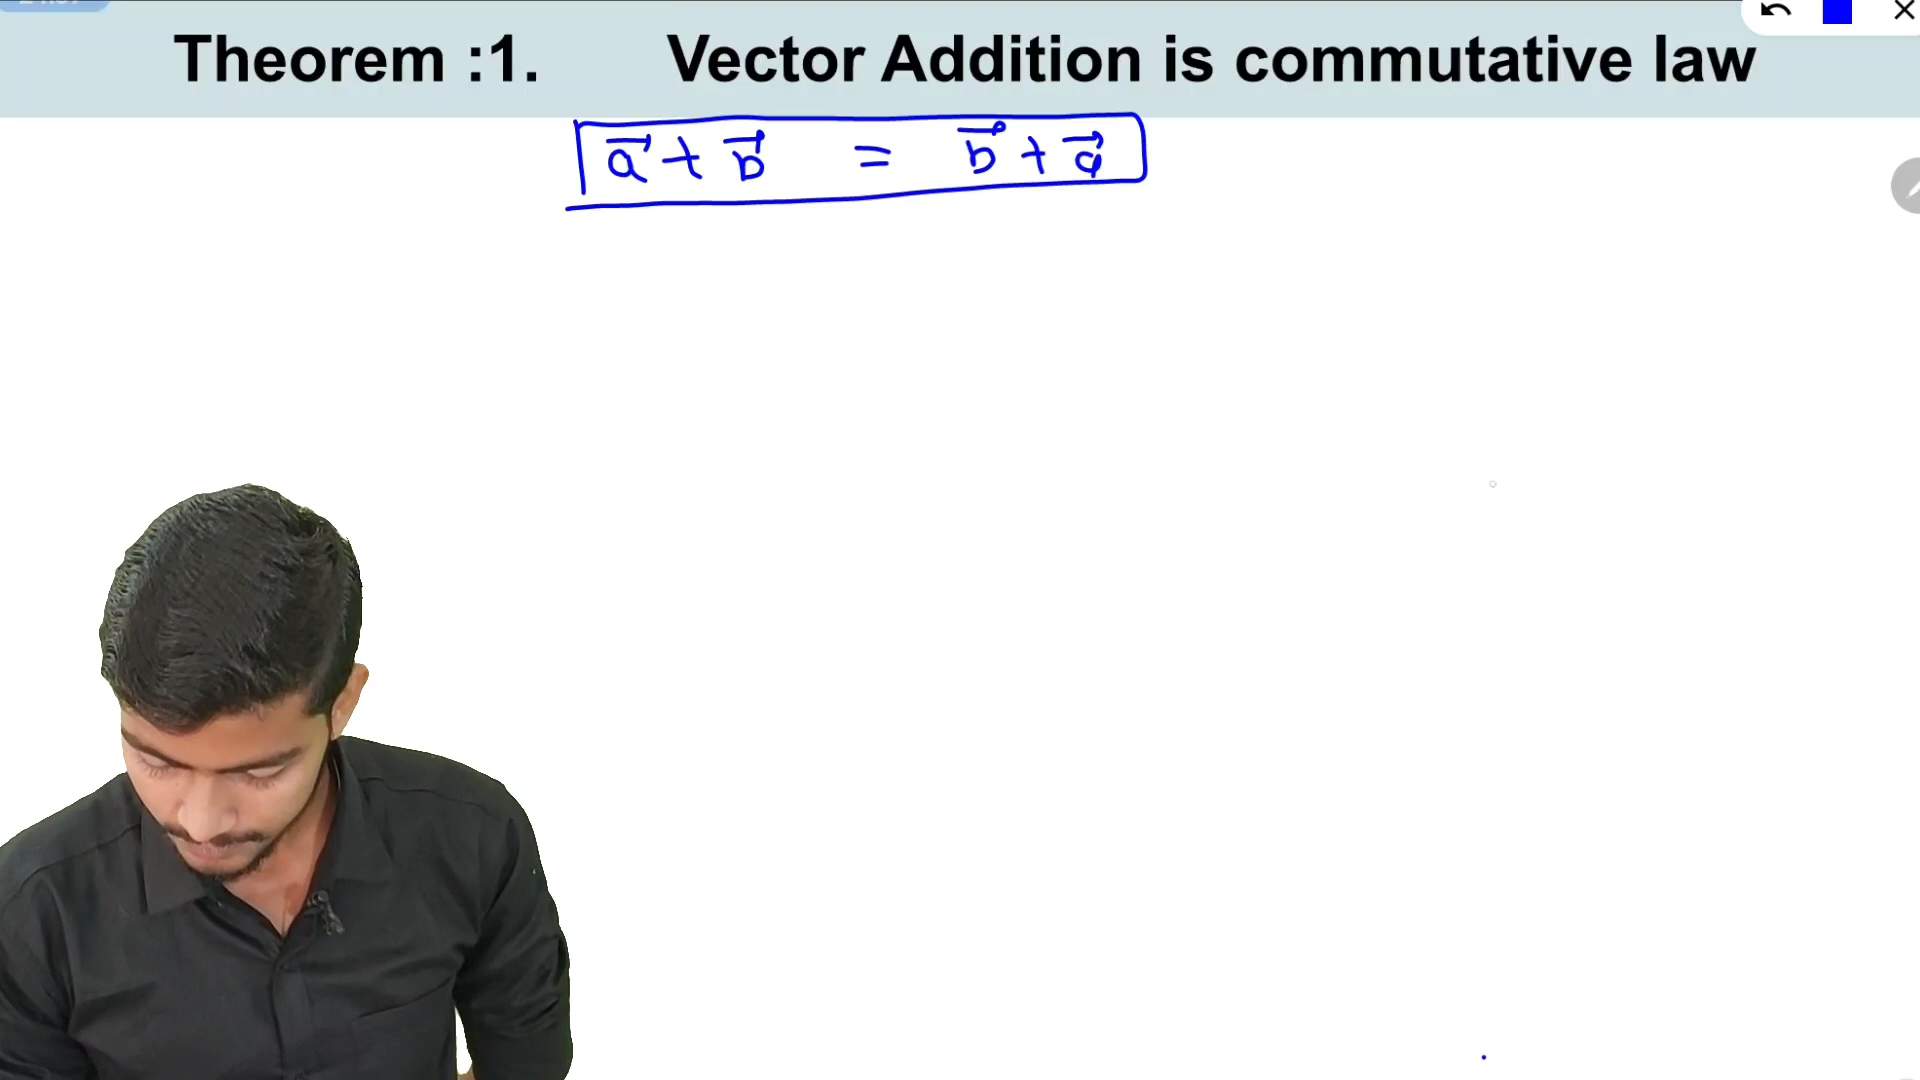 Theorem :1. Vector Addition is commutative law
a⃗ + b⃗ = b⃗ + a⃗